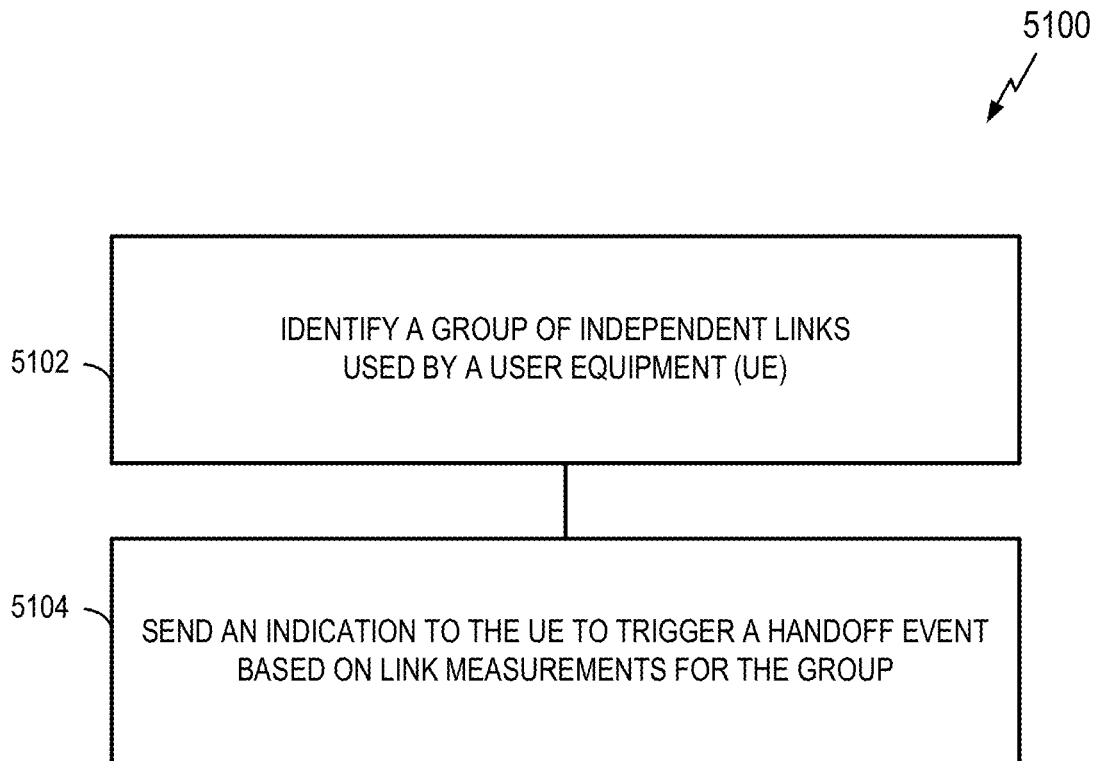 5100
IDENTIFY A GROUP OF INDEPENDENT LINKS
USED BY A USER EQUIPMENT (UE)
5102
5104
SEND AN INDICATION TO THE UE TO TRIGGER A HANDOFF EVENT
BASED ON LINK MEASUREMENTS FOR THE GROUP